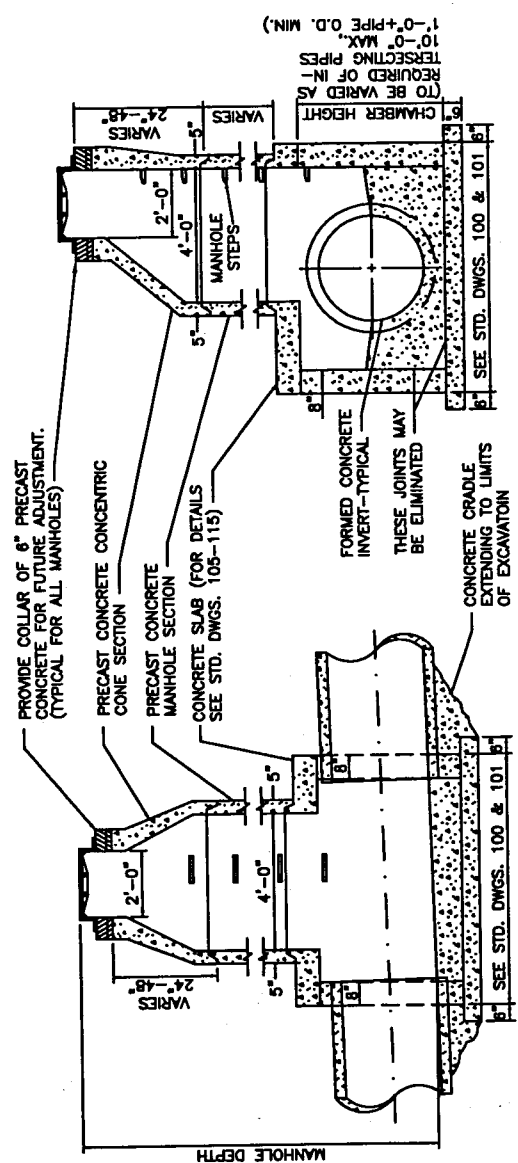 PROVIDE COLLAR OF 6" PRECAST
CONCRETE FOR FUTURE ADJUSTMENT.
(TYPICAL FOR ALL MANHOLES)
PRECAST CONCRETE CONCENTRIC
CONE SECTION
PRECAST CONCRETE
MANHOLE SECTION
CONCRETE SLAB (FOR DETAILS
SEE STD. DWGS. 105-115)
FORMED CONCRETE
INVERT-TYPICAL
THESE JOINTS MAY
BE ELIMINATED
CONCRETE CRADLE
EXTENDING TO LIMITS
OF EXCAVATOIN
MANHOLE DEPTH
VARIES
24"-48"
2'-0"
5"
4'-0"
5"
8"
8"
6"
SEE STD. DWGS. 100 & 101
6"
VARIES
24"-48"
VARIES
2'-0"
5"
4'-0"
5"
MANHOLE
STEPS
8"
CHAMBER HEIGHT
(TO BE VARIED AS
REQUIRED OF IN-
TERSECTING PIPES
10'-0" MAX.,
1'-0"+PIPE O.D. MIN.)
6"
6"
SEE STD. DWGS. 100 & 101
6"